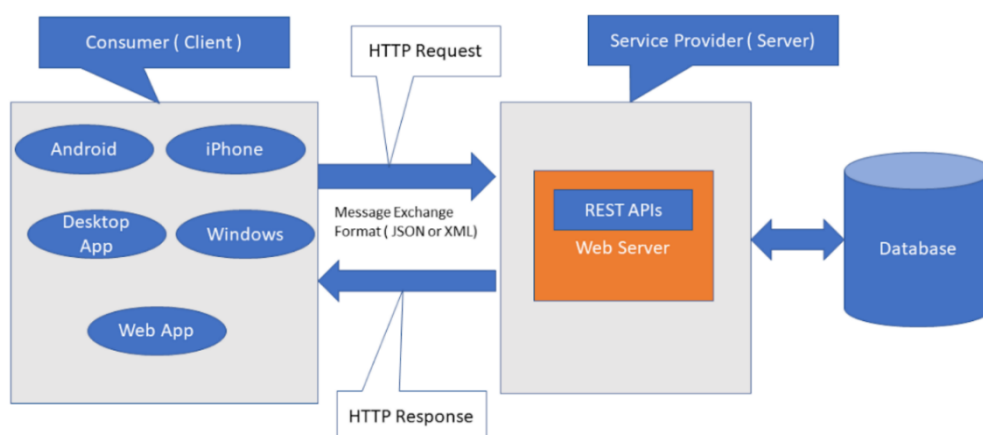 Consumer ( Client )
HTTP Request
Service Provider ( Server)
Android
iPhone
Desktop
App
Windows
Web App
Message Exchange
Format ( JSON or XML)
REST APIs
Web Server
Database
HTTP Response